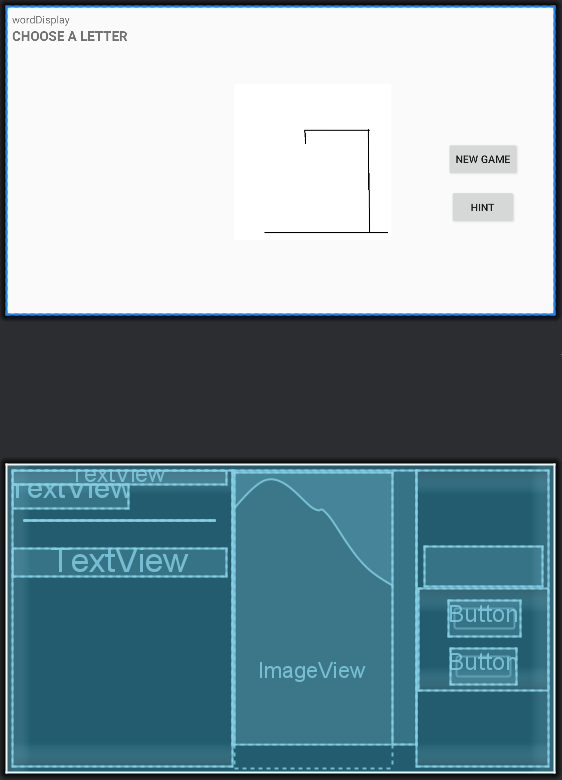 wordDisplay
CHOOSE A LETTER
NEW GAME
HINT
TextView
TextView
TextView
ImageView
Button
Button